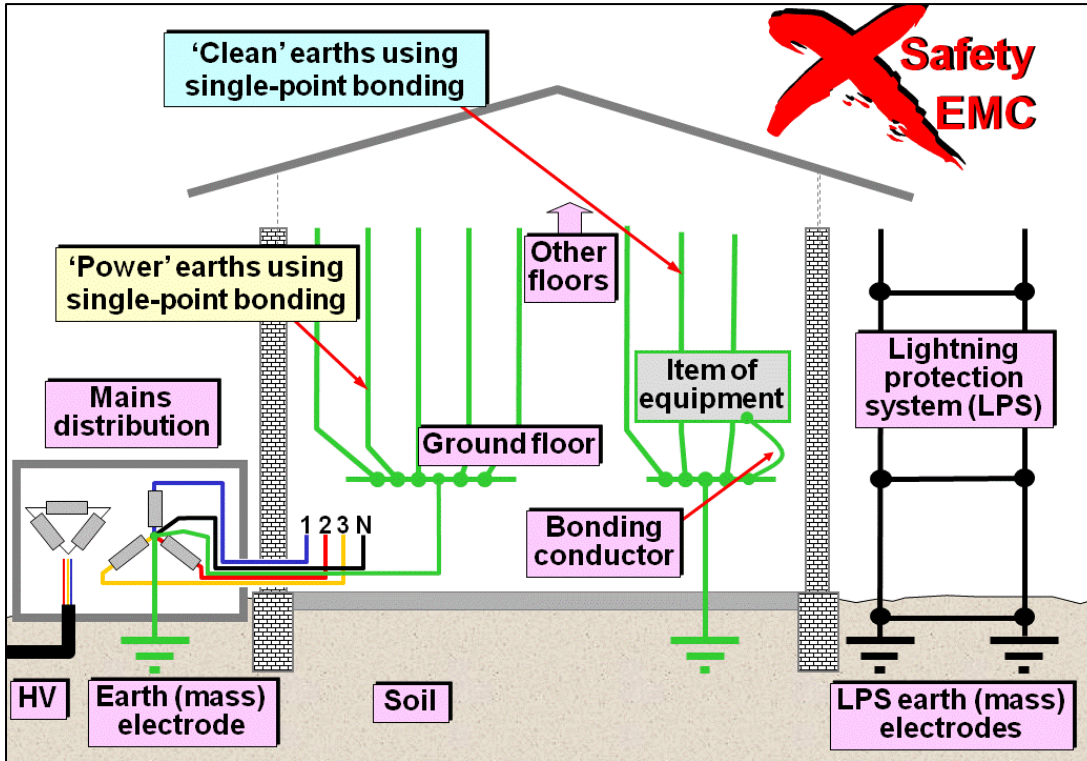 ‘Clean’ earths using
single-point bonding
Safety
EMC
‘Power’ earths using
single-point bonding
Other
floors
Mains
distribution
Item of
equipment
Lightning
protection
system (LPS)
Ground floor
1 2 3 N
Bonding
conductor
HV
Earth (mass)
electrode
Soil
LPS earth (mass)
electrodes